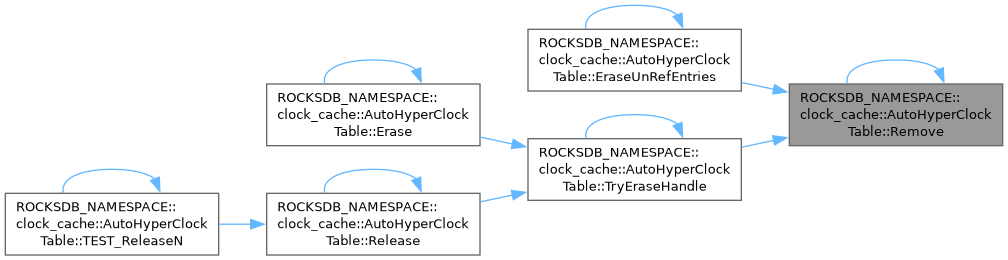 ROCKSDB_NAMESPACE::
clock_cache::AutoHyperClock
Table::EraseUnRefEntries
ROCKSDB_NAMESPACE::
clock_cache::AutoHyperClock
Table::Erase
ROCKSDB_NAMESPACE::
clock_cache::AutoHyperClock
Table::Remove
ROCKSDB_NAMESPACE::
clock_cache::AutoHyperClock
Table::TryEraseHandle
ROCKSDB_NAMESPACE::
clock_cache::AutoHyperClock
Table::TEST_ReleaseN
ROCKSDB_NAMESPACE::
clock_cache::AutoHyperClock
Table::Release